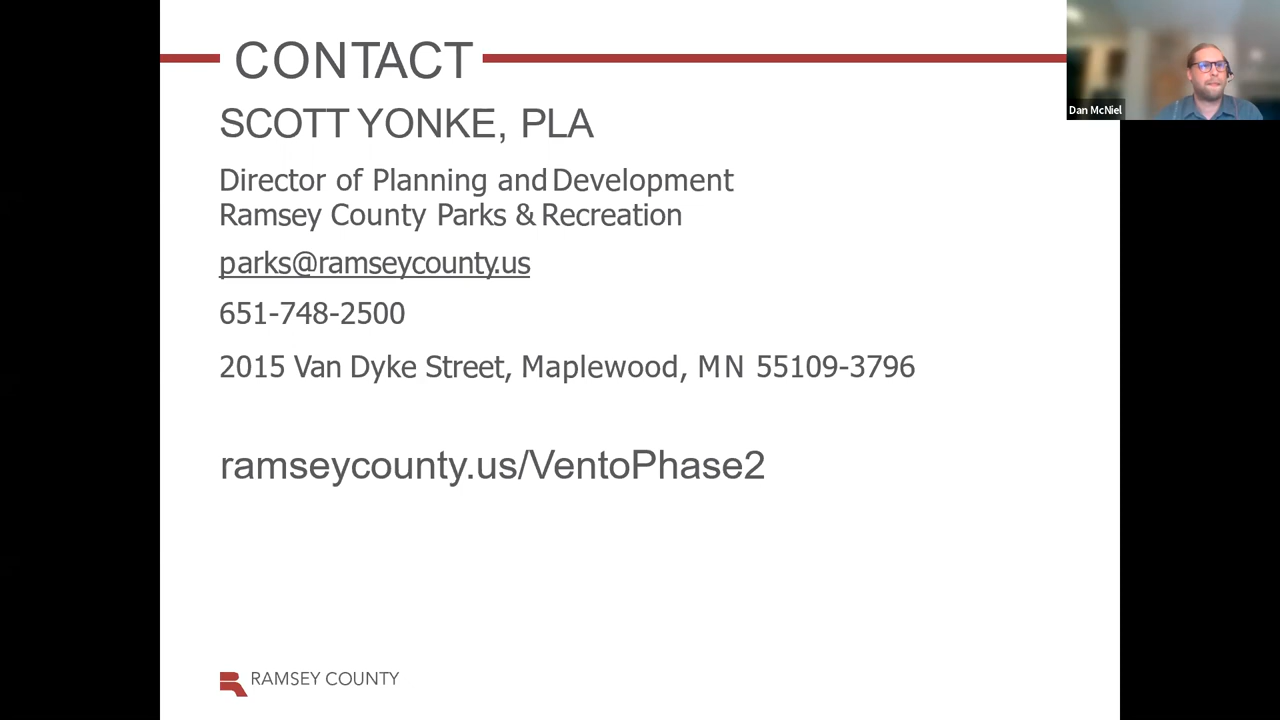 CONTACT
SCOTT YONKE, PLA
Director of Planning and Development
Ramsey County Parks & Recreation
parks@ramseycounty.us
651-748-2500
2015 Van Dyke Street, Maplewood, MN 55109-3796
ramseycounty.us/VentoPhase2
RAMSEY COUNTY
Dan McNiel